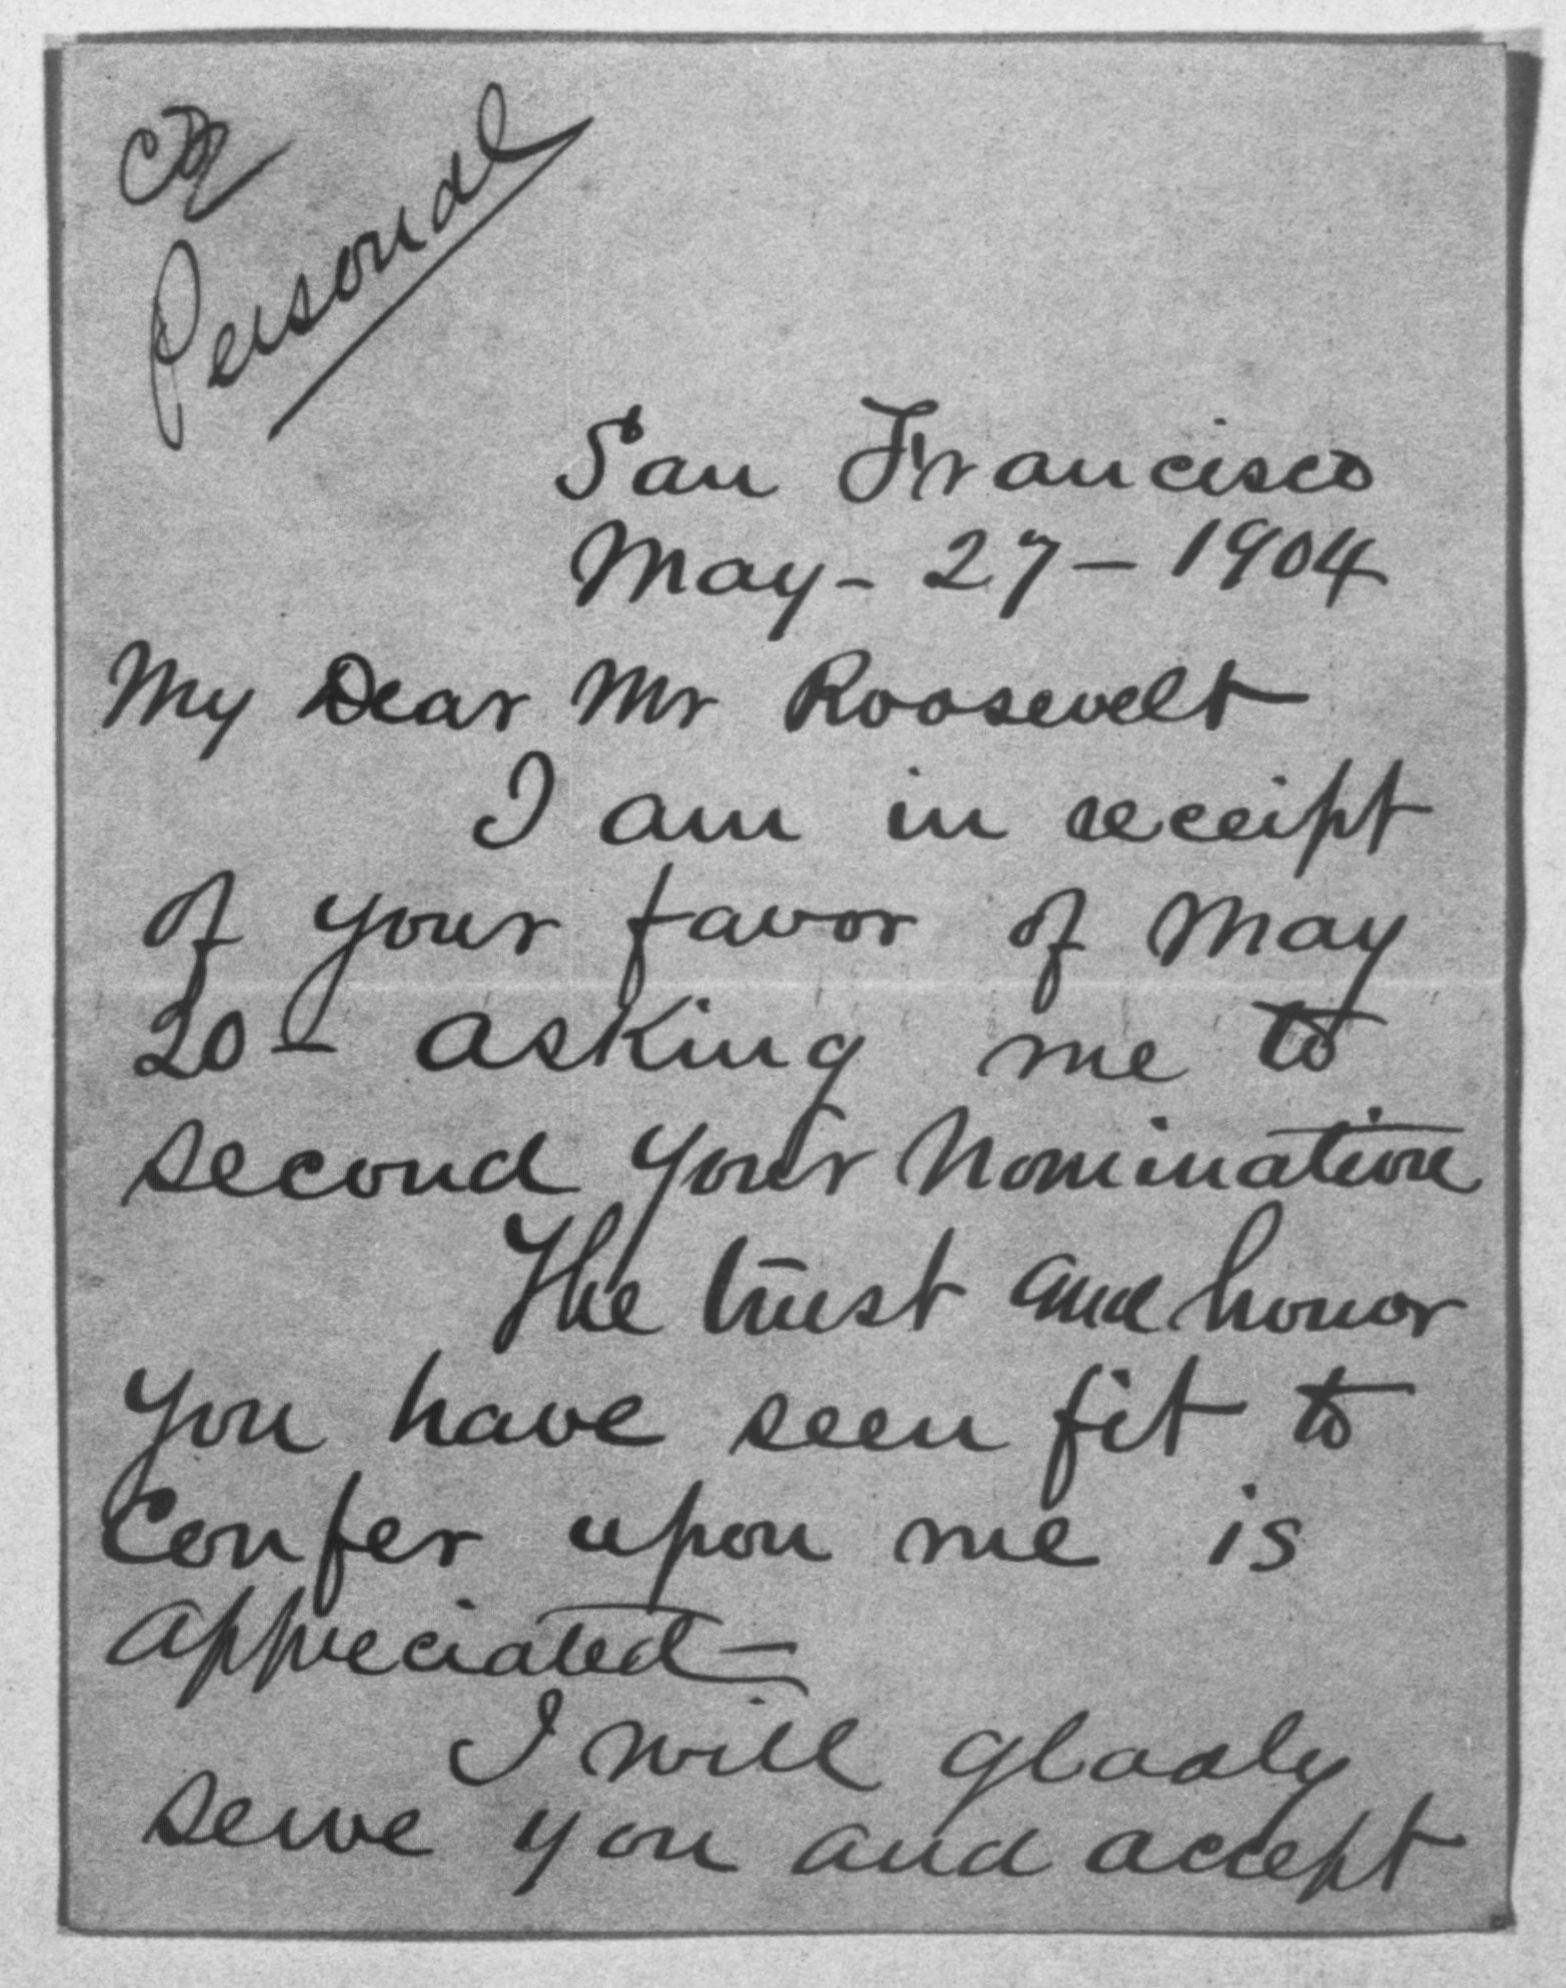 Personal
San Francisco
May - 27 - 1904
My Dear Mr Roosevelt
I am in receipt
of your favor of May
20 - asking me to
second your nomination
The trust and honor
you have seen fit to
confer upon me is
appreciated -
I will gladly
serve you and accept